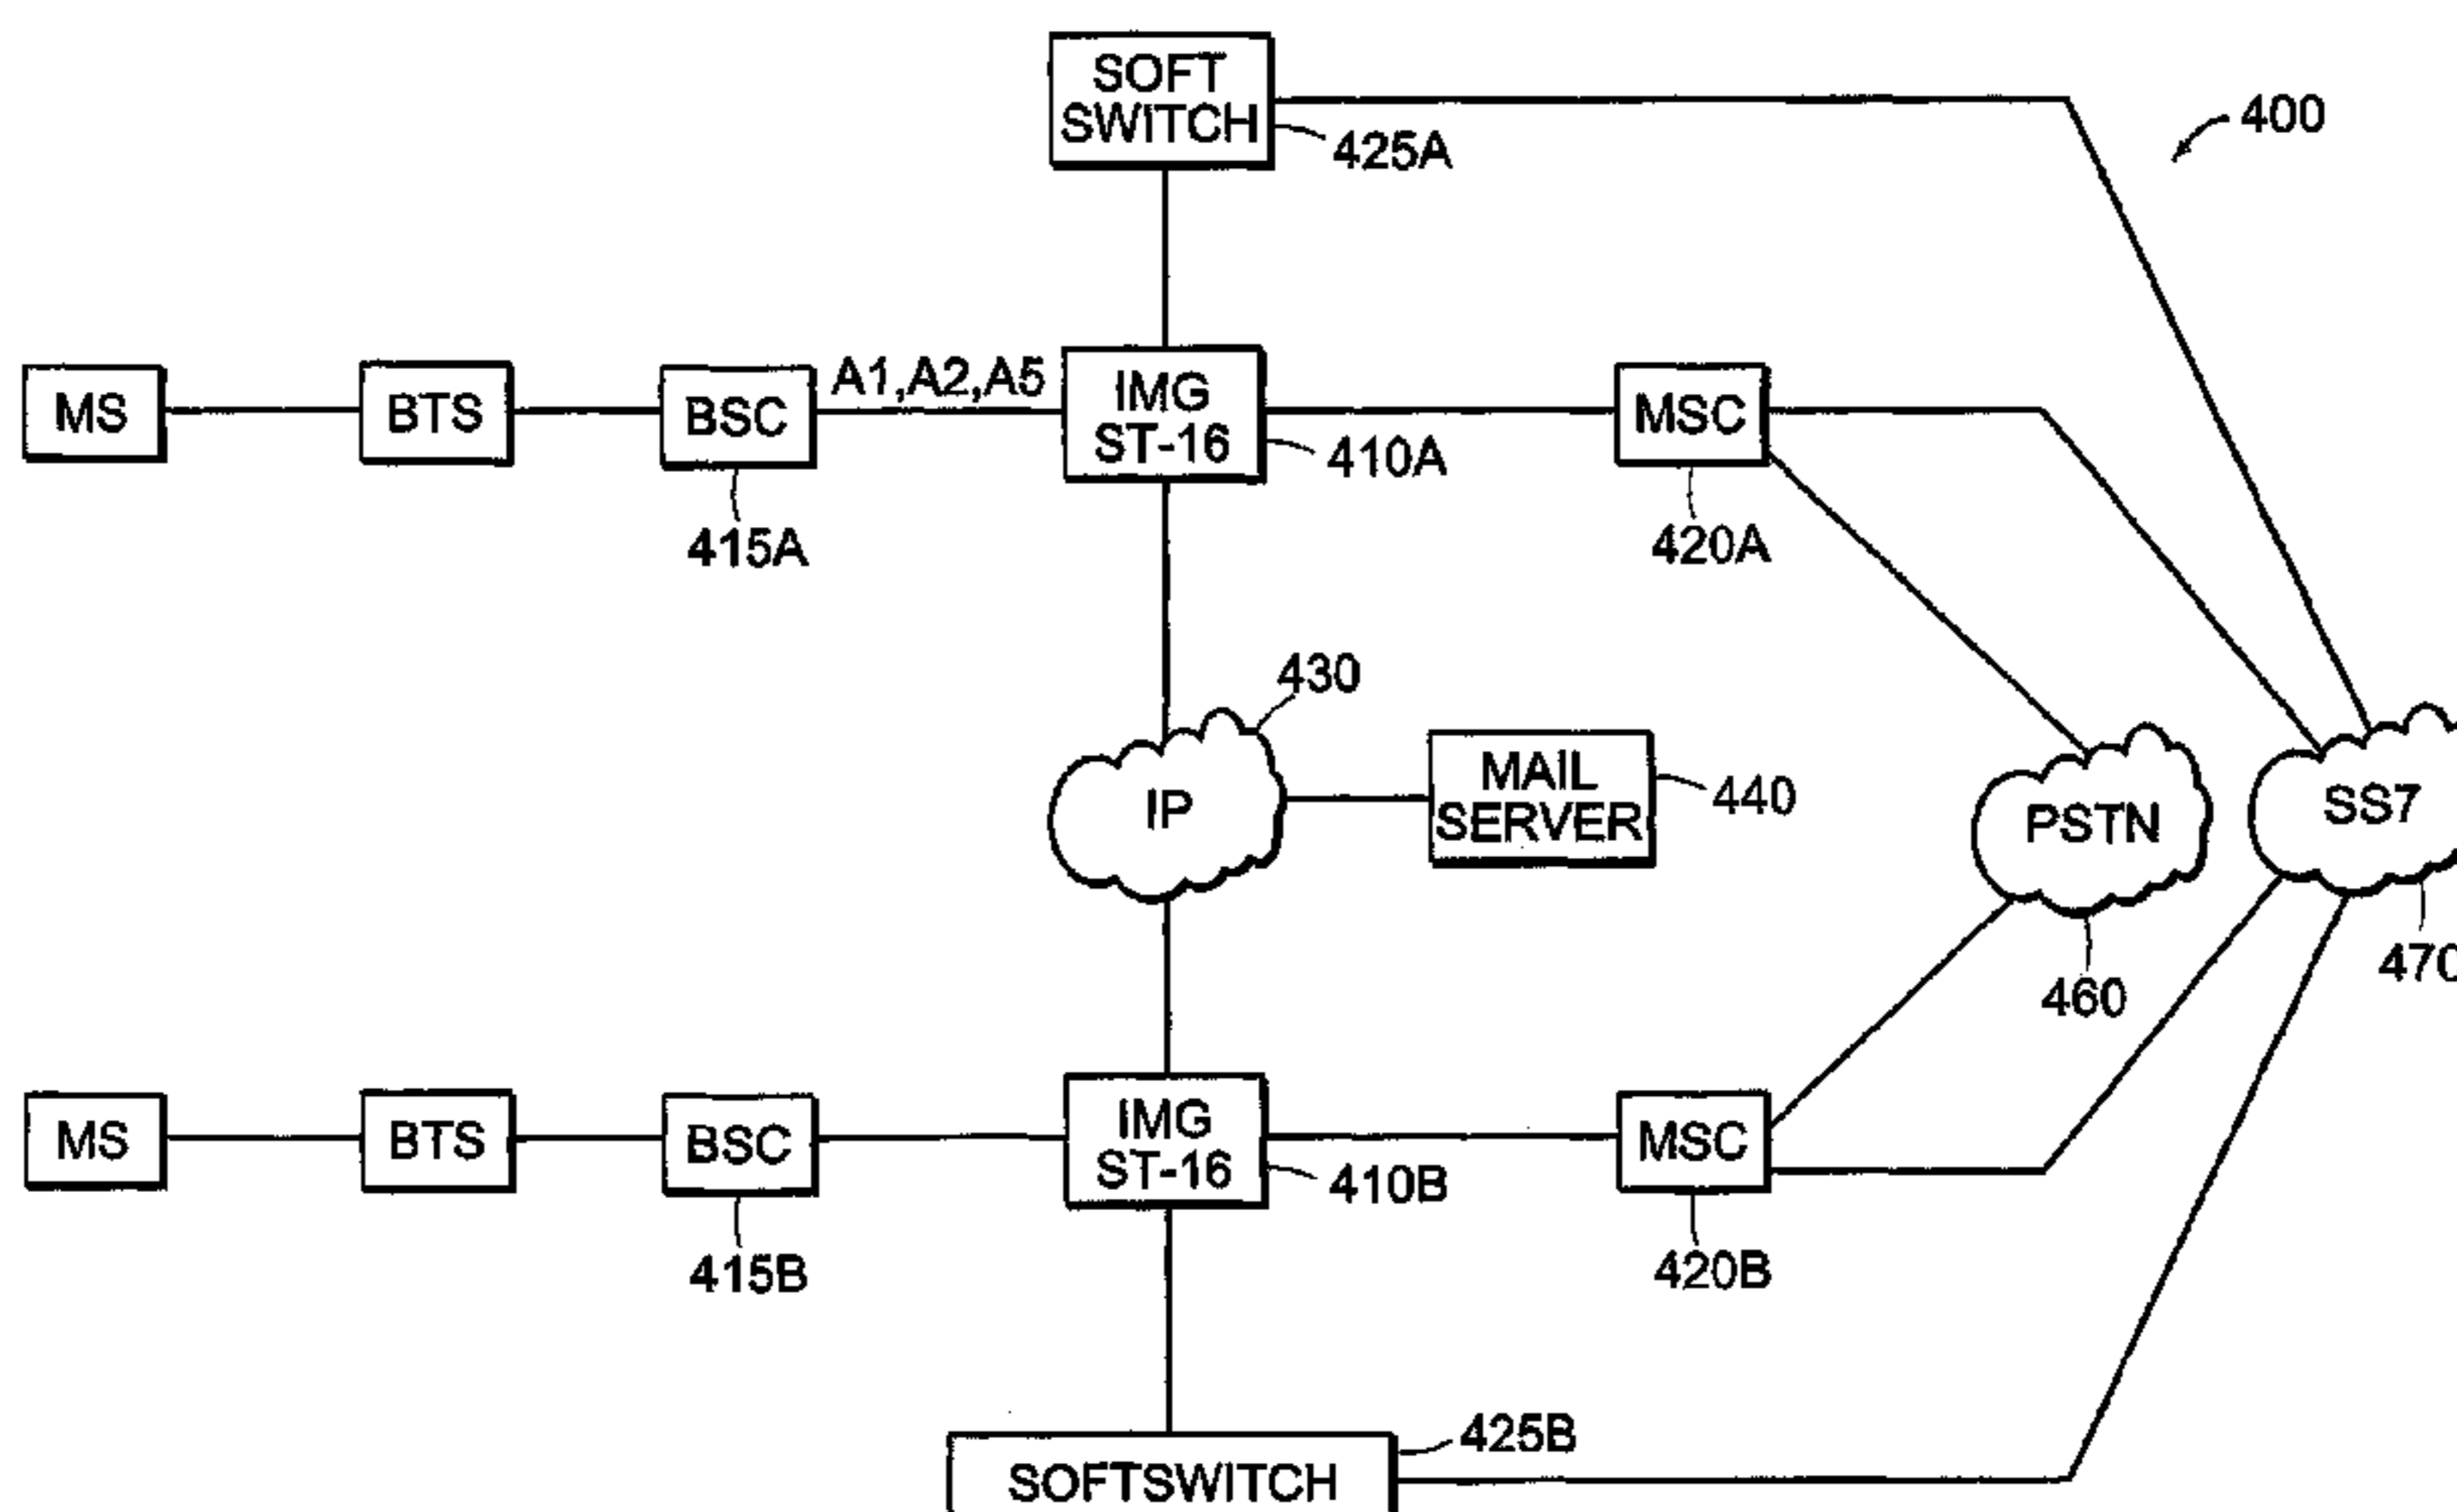 SOFT
SWITCH
425A
400
MS
BTS
BSC
A1,A2,A5
IMG
ST-16
410A
MSC
415A
420A
430
IP
MAIL
SERVER
440
PSTN
SS7
460
470
MS
BTS
BSC
IMG
ST-16
410B
MSC
415B
420B
425B
SOFTSWITCH